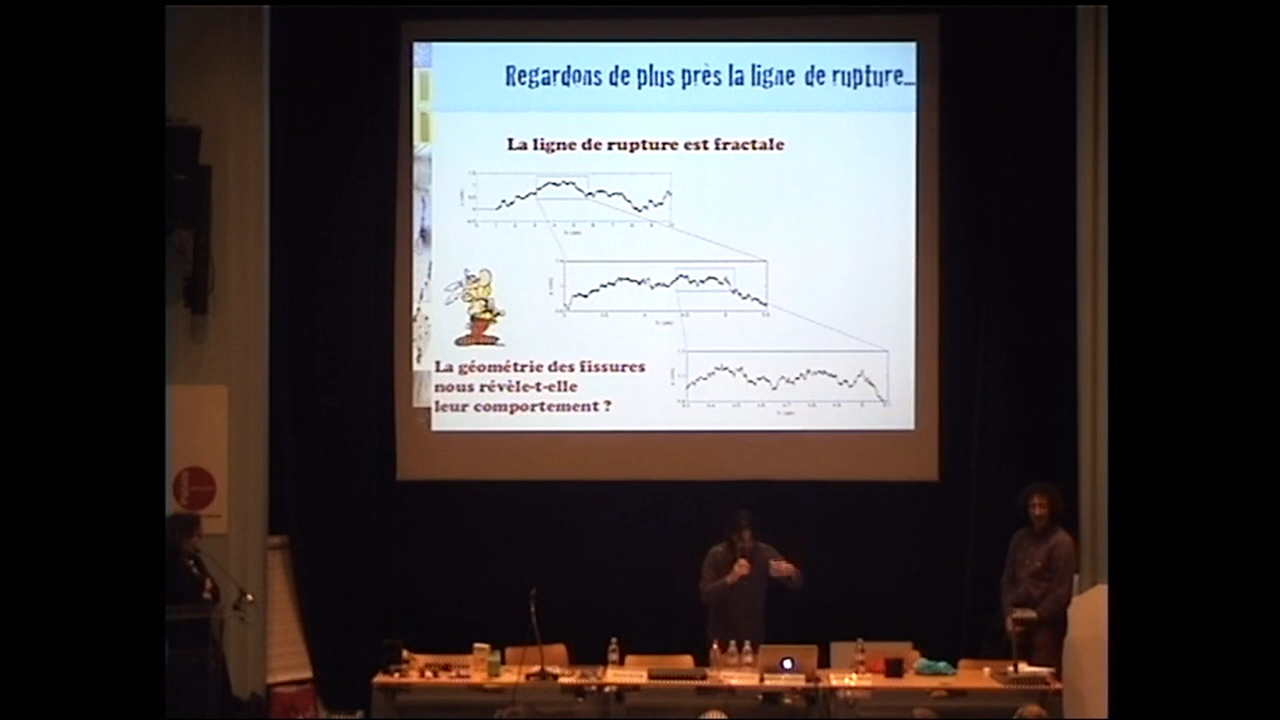 Regardons de plus près la ligne de rupture...
La ligne de rupture est fractale
La géométrie des fissures
nous révèle-t-elle
leur comportement ?